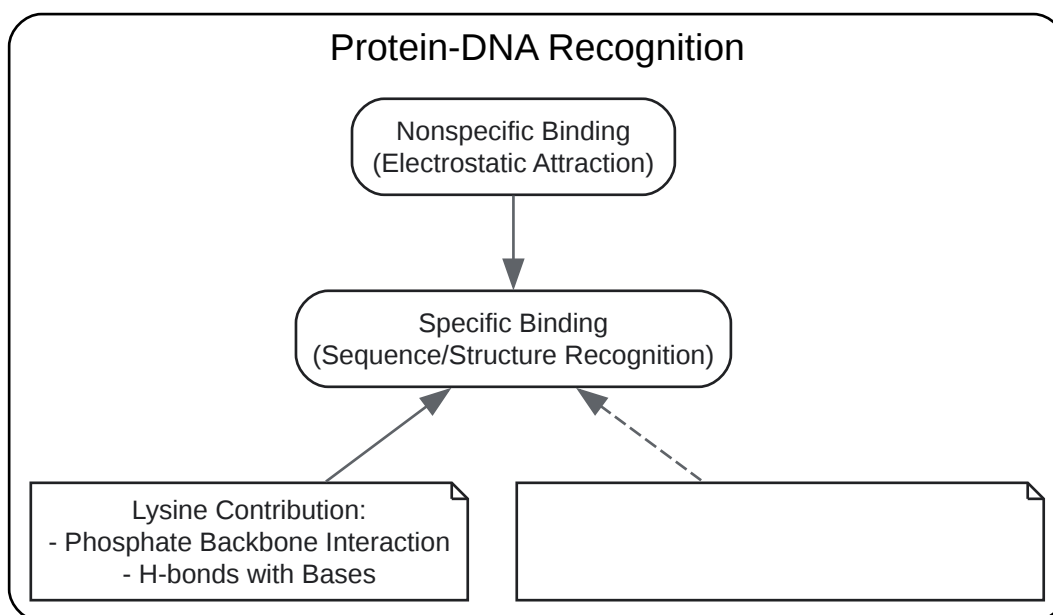 Protein-DNA Recognition
Nonspecific Binding
(Electrostatic Attraction)
Specific Binding
(Sequence/Structure Recognition)
Lysine Contribution:
- Phosphate Backbone Interaction
- H-bonds with Bases